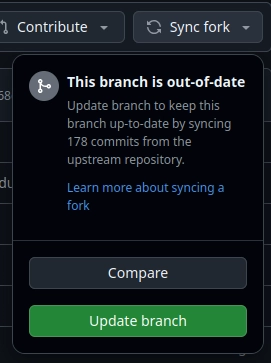 Contribute
Sync fork
This branch is out-of-date
Update branch to keep this
branch up-to-date by syncing
178 commits from the
upstream repository.
Learn more about syncing a
fork
Compare
Update branch